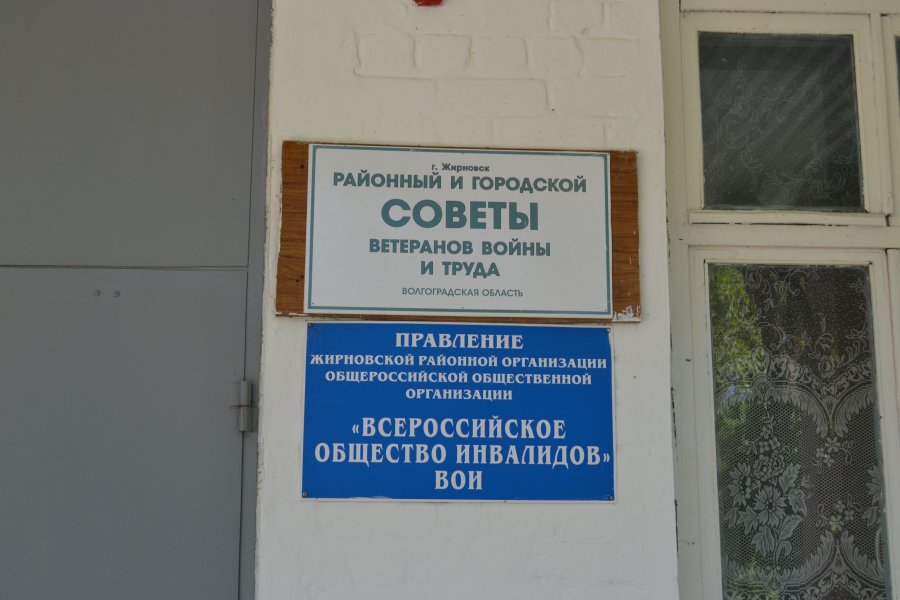 г. Жирновск
РАЙОННЫЙ И ГОРОДСКОЙ
СОВЕТЫ
ВЕТЕРАНОВ ВОЙНЫ
И ТРУДА
ВОЛГОГРАДСКАЯ ОБЛАСТЬ
ПРАВЛЕНИЕ
ЖИРНОВСКОЙ РАЙОННОЙ ОРГАНИЗАЦИИ
ОБЩЕРОССИЙСКОЙ ОБЩЕСТВЕННОЙ
ОРГАНИЗАЦИИ
«ВСЕРОССИЙСКОЕ
ОБЩЕСТВО ИНВАЛИДОВ»
ВОИ